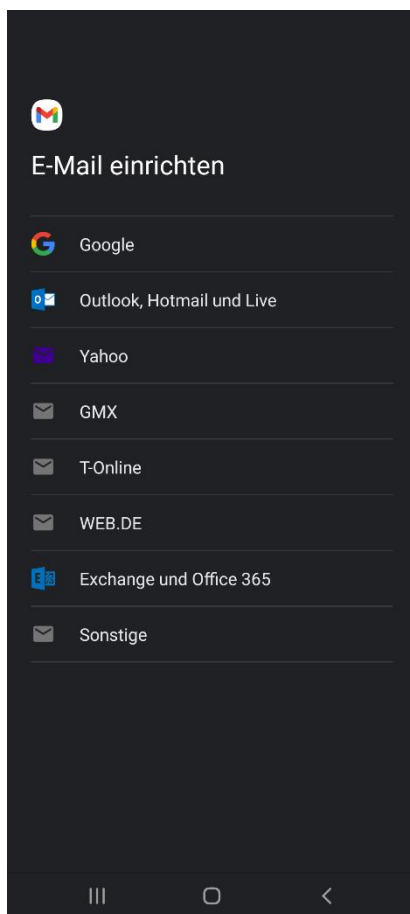 E-Mail einrichten
Google
Outlook, Hotmail und Live
Yahoo
GMX
T-Online
WEB.DE
Exchange und Office 365
Sonstige